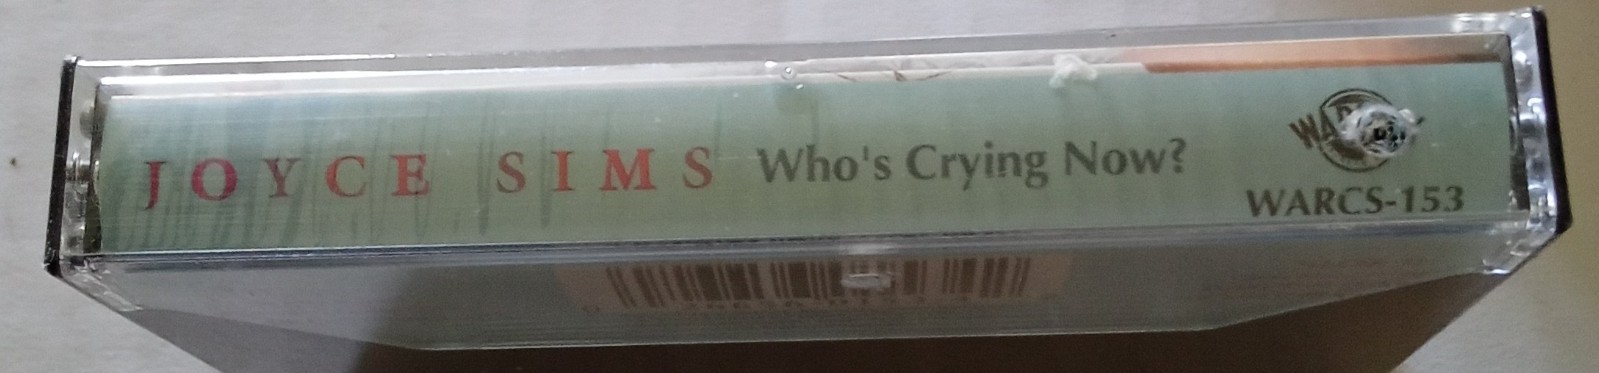 JOYCE SIMS Who's Crying Now?
WARCS-153